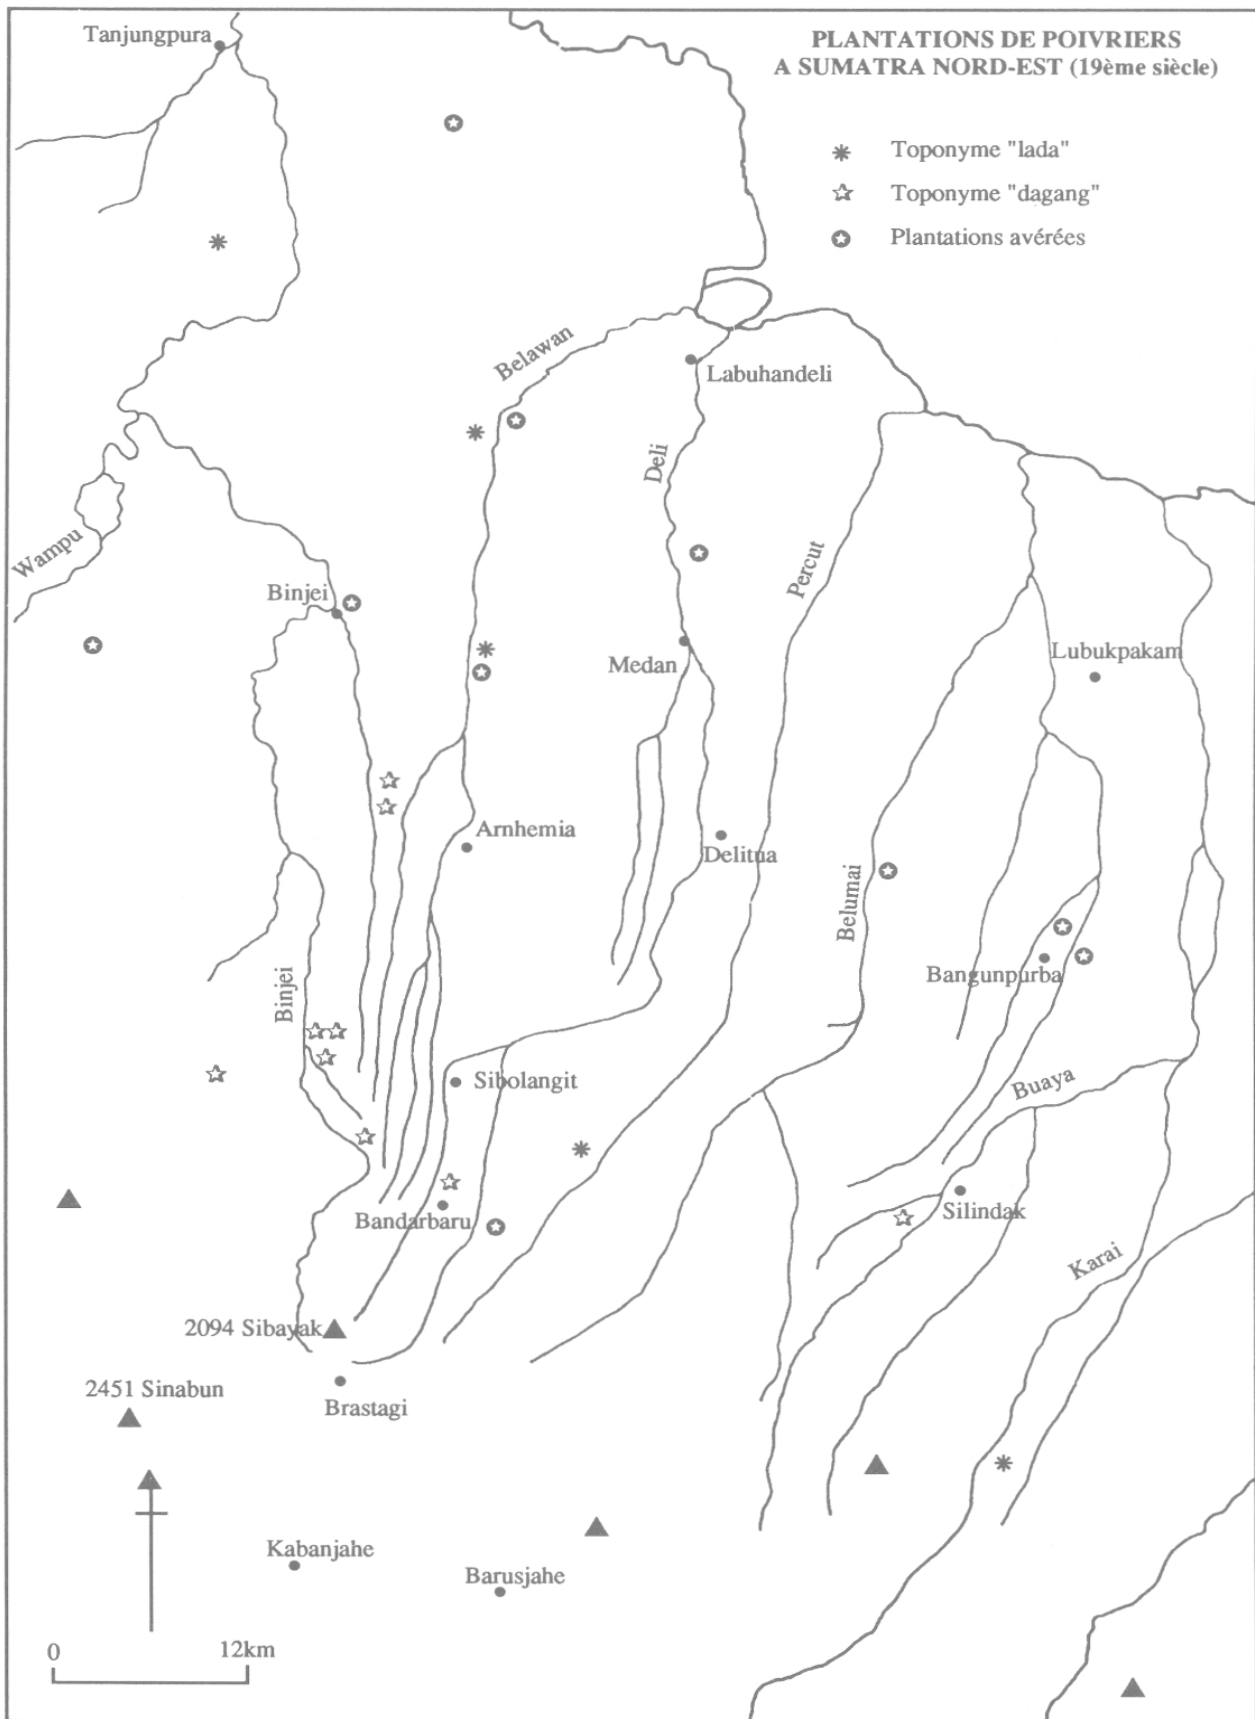 PLANTATIONS DE POIVRIERS
A SUMATRA NORD-EST (19ème siècle)
Toponyme "lada"
Toponyme "dagang"
Plantations avérées
Tanjungpura
Belawan
Labuhandeli
Deli
Wampu
Percut
Binjei
Medan
Lubukpakam
Arnhemia
Delitua
Belumai
Bangunpurba
Binjei
Sibolangit
Buaya
Bandarbaru
Silindak
Karai
2094 Sibayak
2451 Sinabun
Brastagi
Kabanjahe
Barusjahe
0 12km